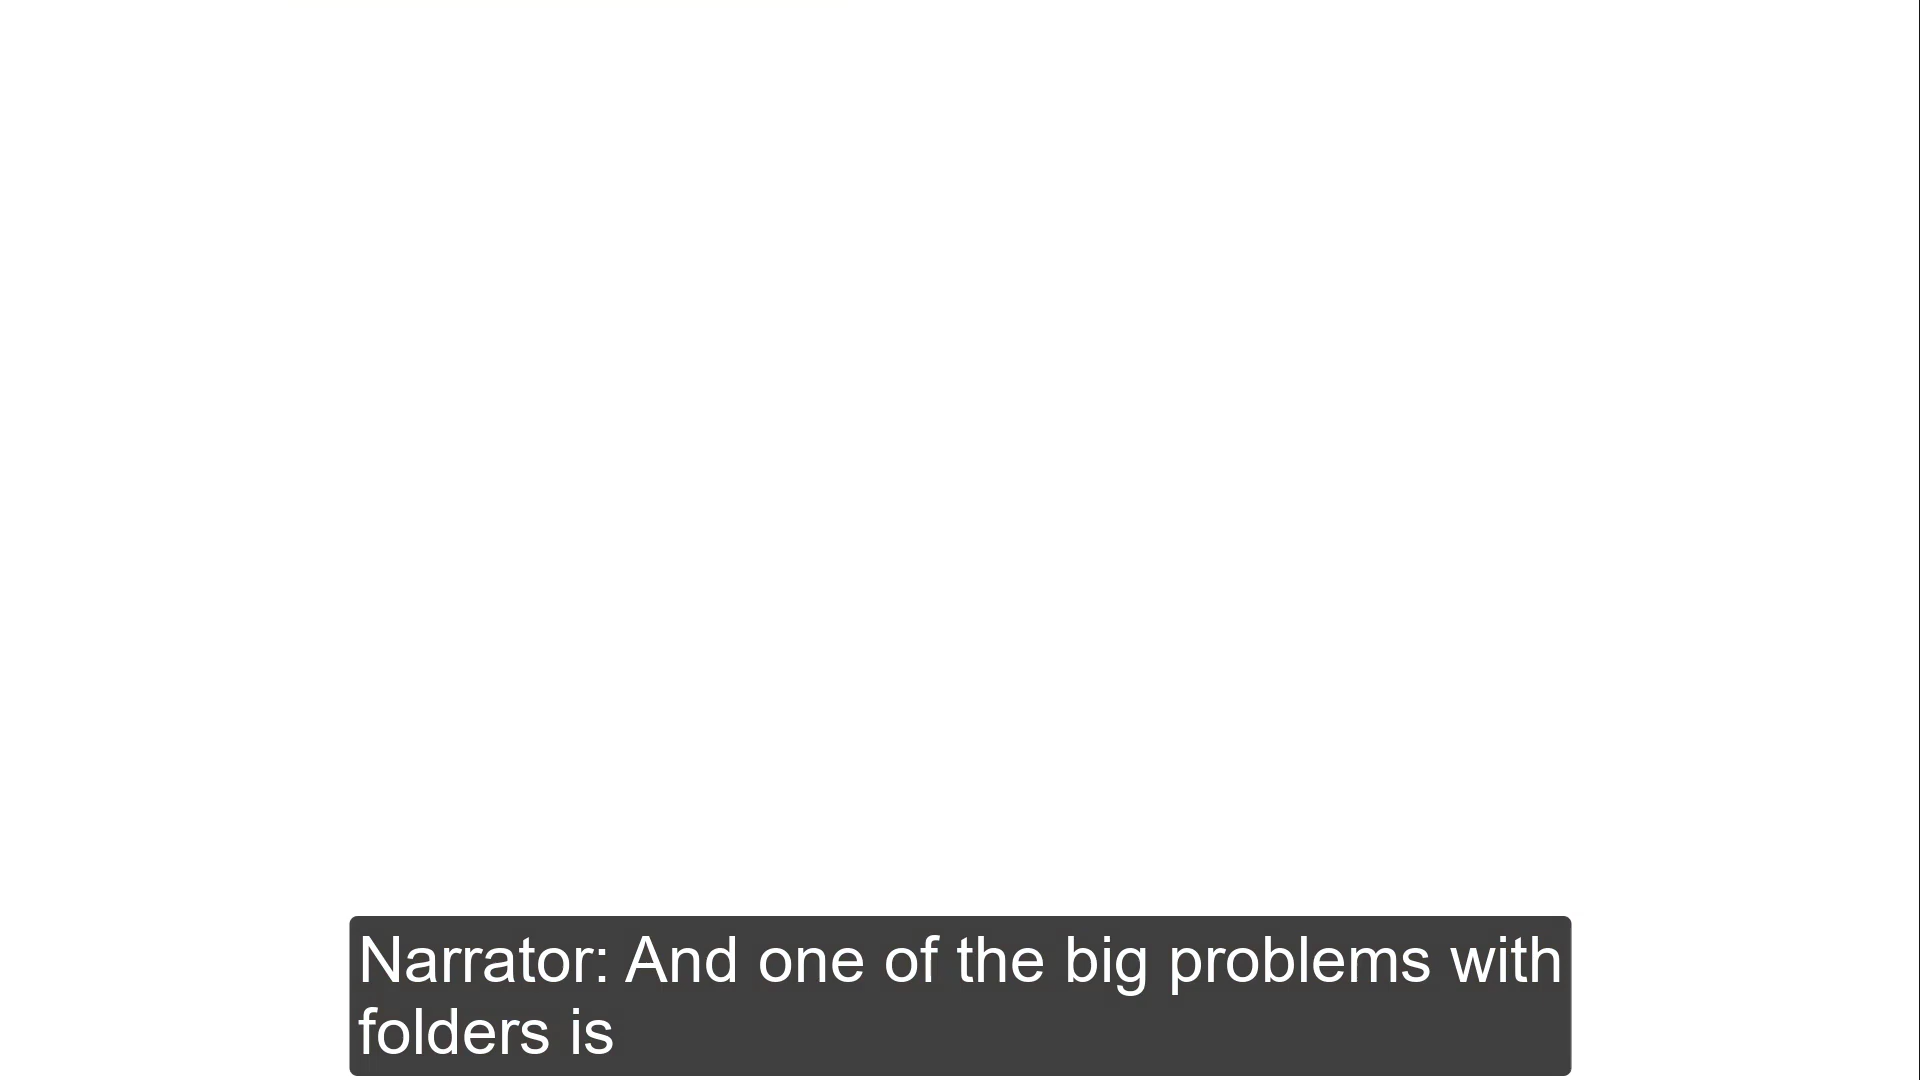 Narrator: And one of the big problems with
folders is